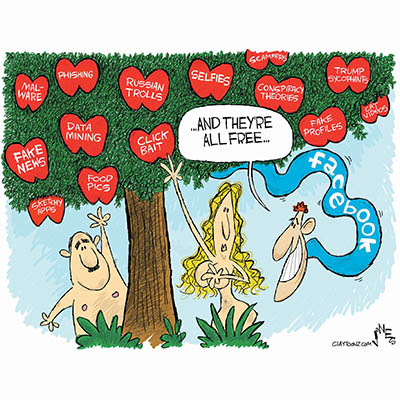 SCAMMERS
PHISHING
MAL-
WARE
RUSSIAN
TROLLS
SELFIES
CONSPIRACY
THEORIES
TRUMP
SYCOPHANTS
CAT
VIDEOS
FAKE
PROFILES
DATA
MINING
CLICK
BAIT
...AND THEY'RE
ALL FREE...
FAKE
NEWS
FOOD
PICS
SKETCHY
APPS
facebook
CLAYTOONZ.COM